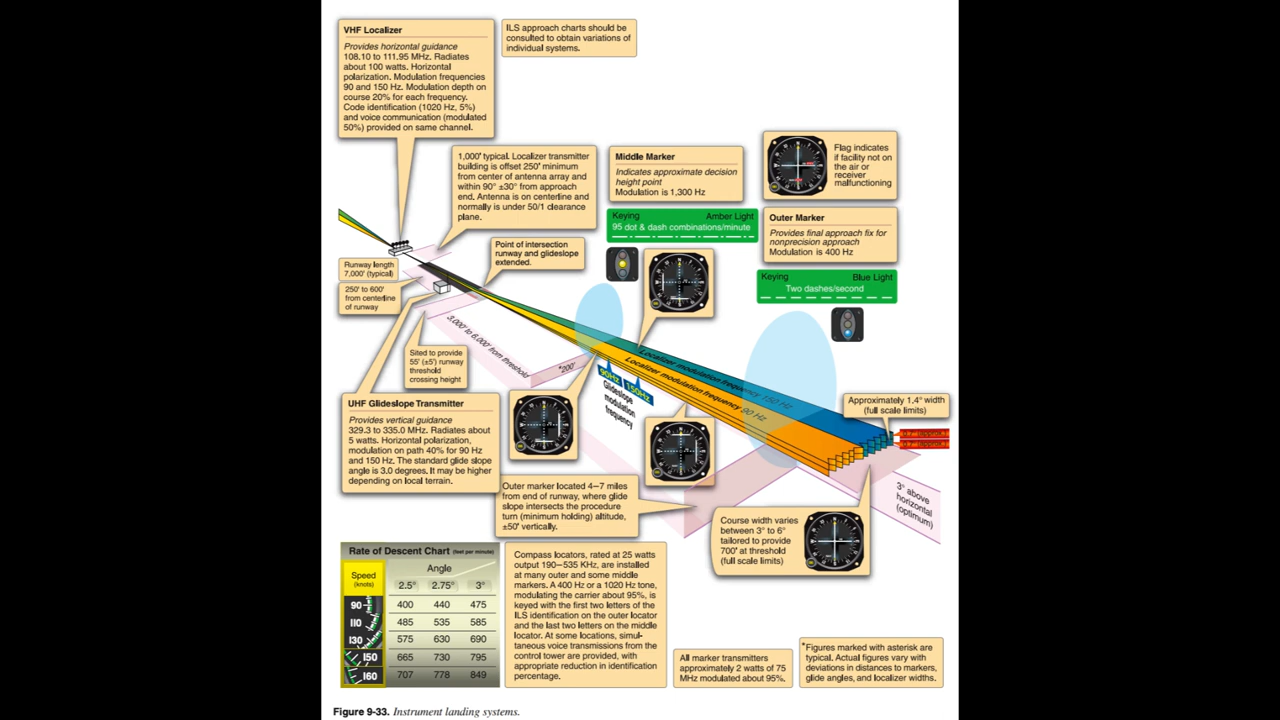 VHF Localizer
Provides horizontal guidance
108.10 to 111.95 MHz. Radiates
about 100 watts. Horizontal
polarization. Modulation frequencies
90 and 150 Hz. Modulation depth on
course 20% for each frequency.
Code identification (1020 Hz, 5%)
and voice communication (modulated
50%) provided on same channel.
ILS approach charts should be
consulted to obtain variations of
individual systems.
1,000' typical. Localizer transmitter
building is offset 250' minimum
from center of antenna array and
within 90° ±30° from approach
end. Antenna is on centerline and
normally is under 50/1 clearance
plane.
Middle Marker
Indicates approximate decision
height point
Modulation is 1,300 Hz
Keying Amber Light
95 dot & dash combinations/minute
Flag indicates
if facility not on
the air or
receiver
malfunctioning
Outer Marker
Provides final approach fix for
nonprecision approach
Modulation is 400 Hz
Keying Blue Light
Two dashes/second
Point of intersection
runway and glideslope
extended.
Runway length
7,000' (typical)
250' to 600'
from centerline
of runway
3,000' to 6,000' from threshold
*200'
Sited to provide
55' (±5') runway
threshold
crossing height
Localizer modulation frequency 150 Hz
Localizer modulation frequency 90 Hz
90Hz 150Hz
Glideslope
modulation
frequency
Approximately 1.4° width
(full scale limits)
0.7° (approx.)
0.7° (approx.)
UHF Glideslope Transmitter
Provides vertical guidance
329.3 to 335.0 MHz. Radiates about
5 watts. Horizontal polarization,
modulation on path 40% for 90 Hz
and 150 Hz. The standard glide slope
angle is 3.0 degrees. It may be higher
depending on local terrain.
Outer marker located 4–7 miles
from end of runway, where glide
slope intersects the procedure
turn (minimum holding) altitude,
±50' vertically.
3° above
horizontal
(optimum)
Course width varies
between 3° to 6°
tailored to provide
700' at threshold
(full scale limits)
Rate of Descent Chart (feet per minute)
Speed
(knots)
Angle
2.5° 2.75° 3°
90 400 440 475
110 485 535 585
130 575 630 690
150 665 730 795
160 707 778 849
Compass locators, rated at 25 watts
output 190–535 KHz, are installed
at many outer and some middle
markers. A 400 Hz or a 1020 Hz tone,
modulating the carrier about 95%, is
keyed with the first two letters of the
ILS identification on the outer locator
and the last two letters on the middle
locator. At some locations, simul-
taneous voice transmissions from the
control tower are provided, with
appropriate reduction in identification
percentage.
All marker transmitters
approximately 2 watts of 75
MHz modulated about 95%.
*Figures marked with asterisk are
typical. Actual figures vary with
deviations in distances to markers,
glide angles, and localizer widths.
Figure 9-33. Instrument landing systems.